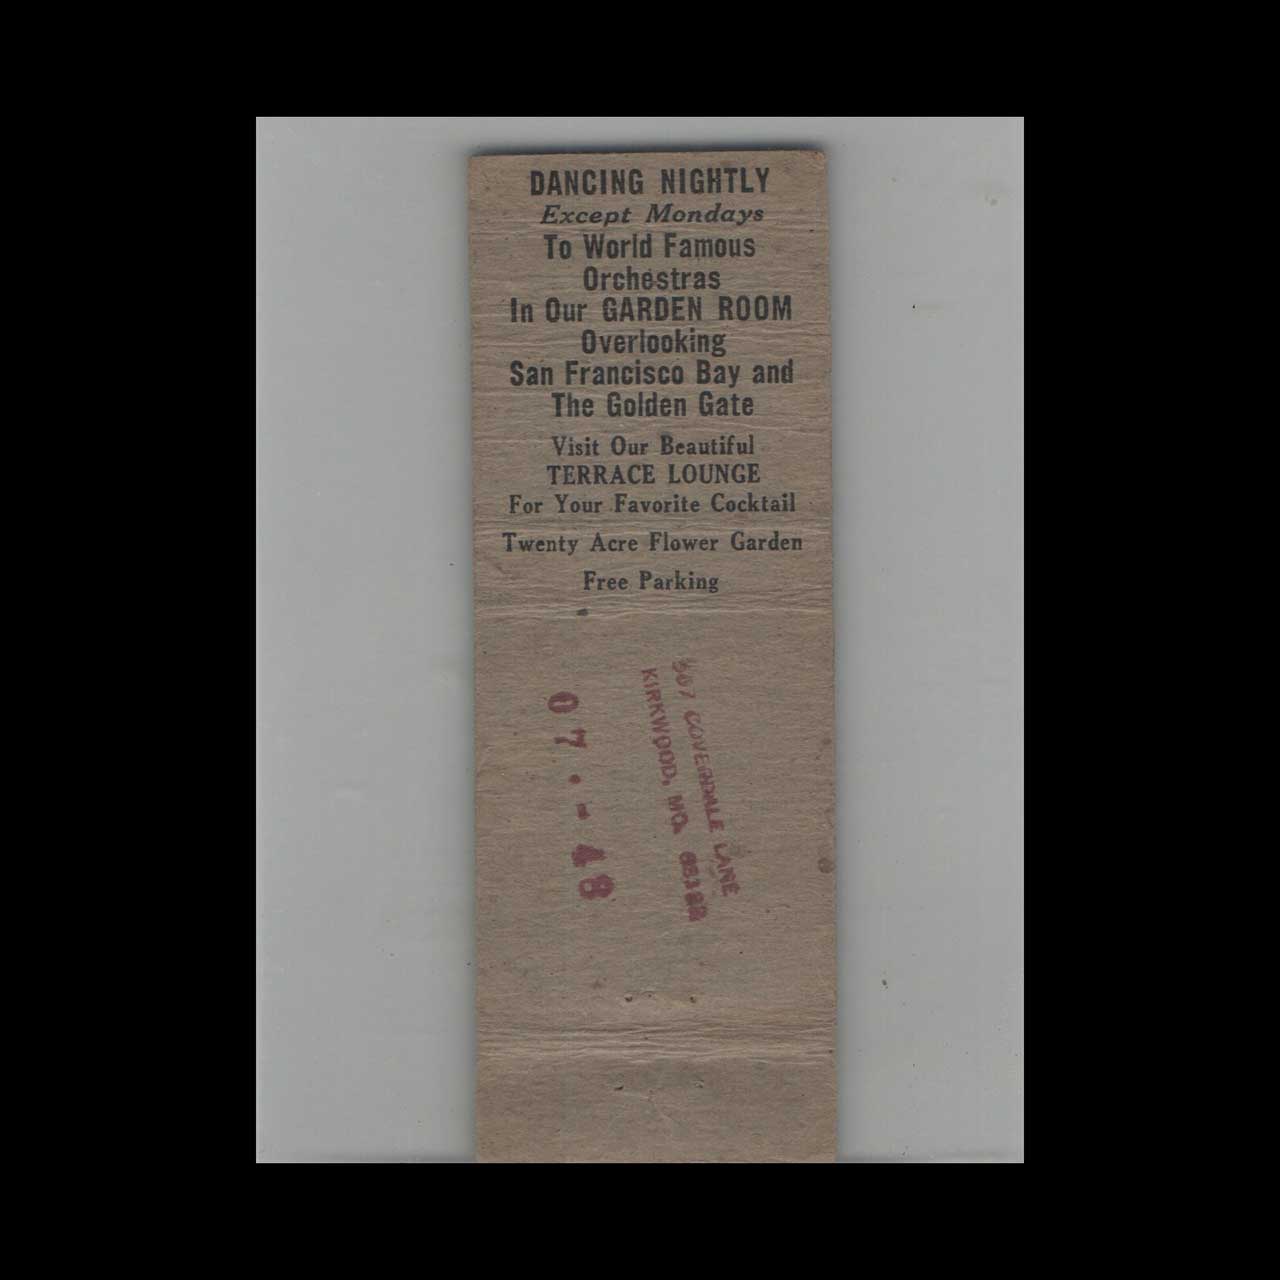 DANCING NIGHTLY
Except Mondays
To World Famous
Orchestras
In Our GARDEN ROOM
Overlooking
San Francisco Bay and
The Golden Gate
Visit Our Beautiful
TERRACE LOUNGE
For Your Favorite Cocktail
Twenty Acre Flower Garden
Free Parking
COVERDALE LANE
KIRKWOOD, MO.
07.-48